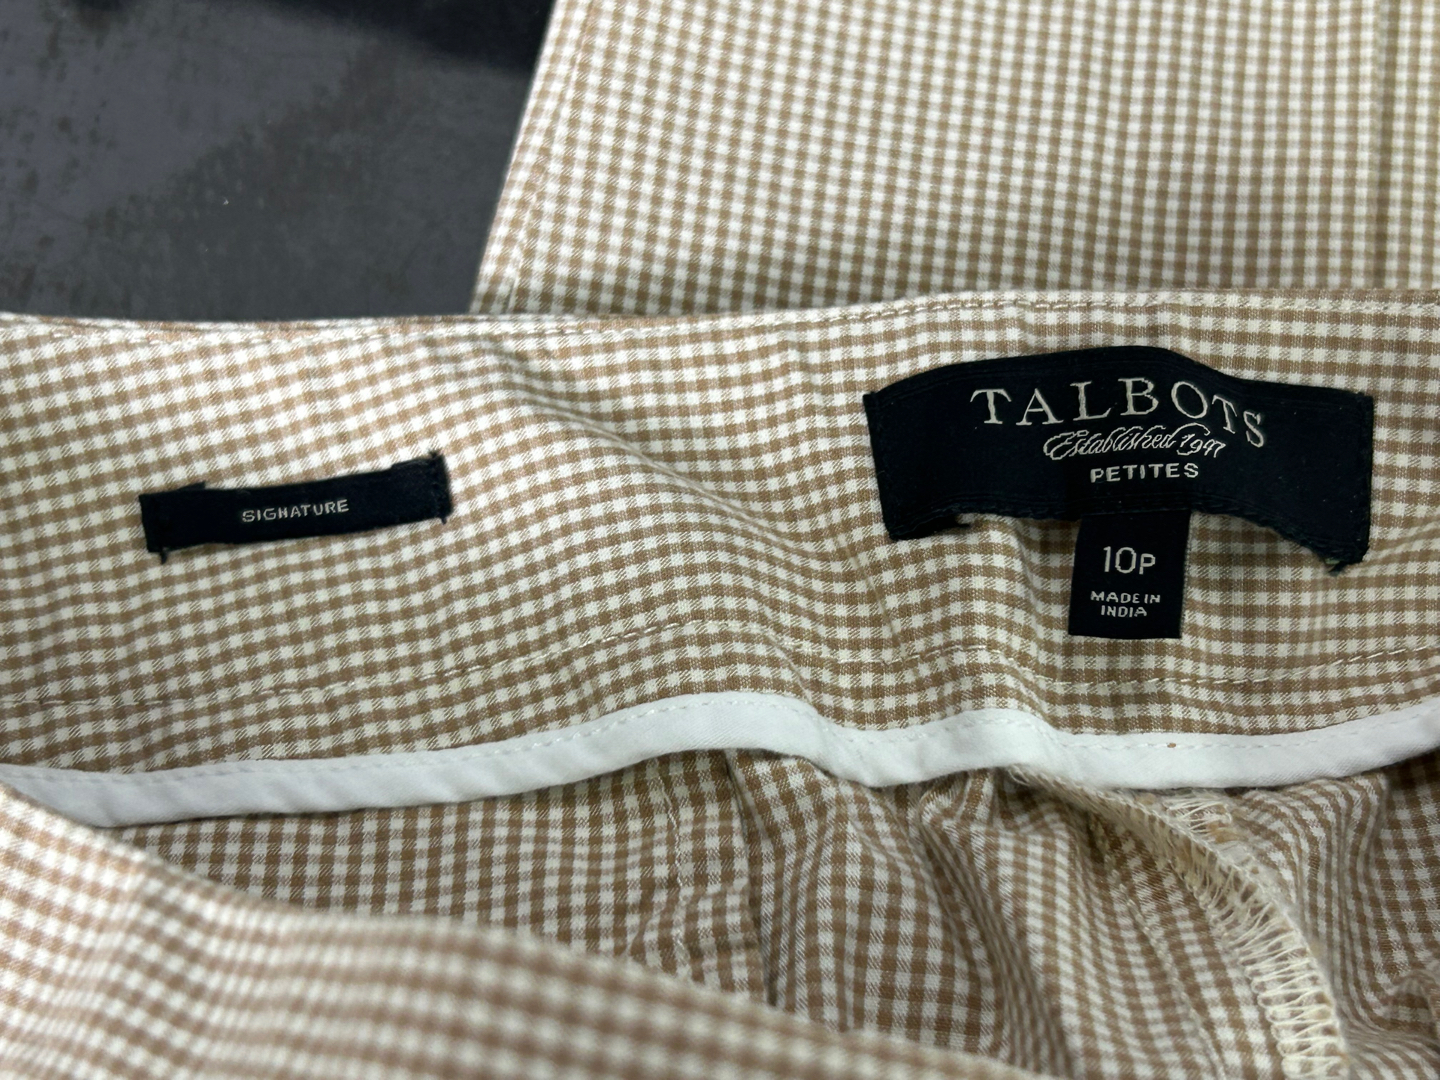 TALBOTS
Established 1947
PETITES
10P
MADE IN
INDIA
SIGNATURE